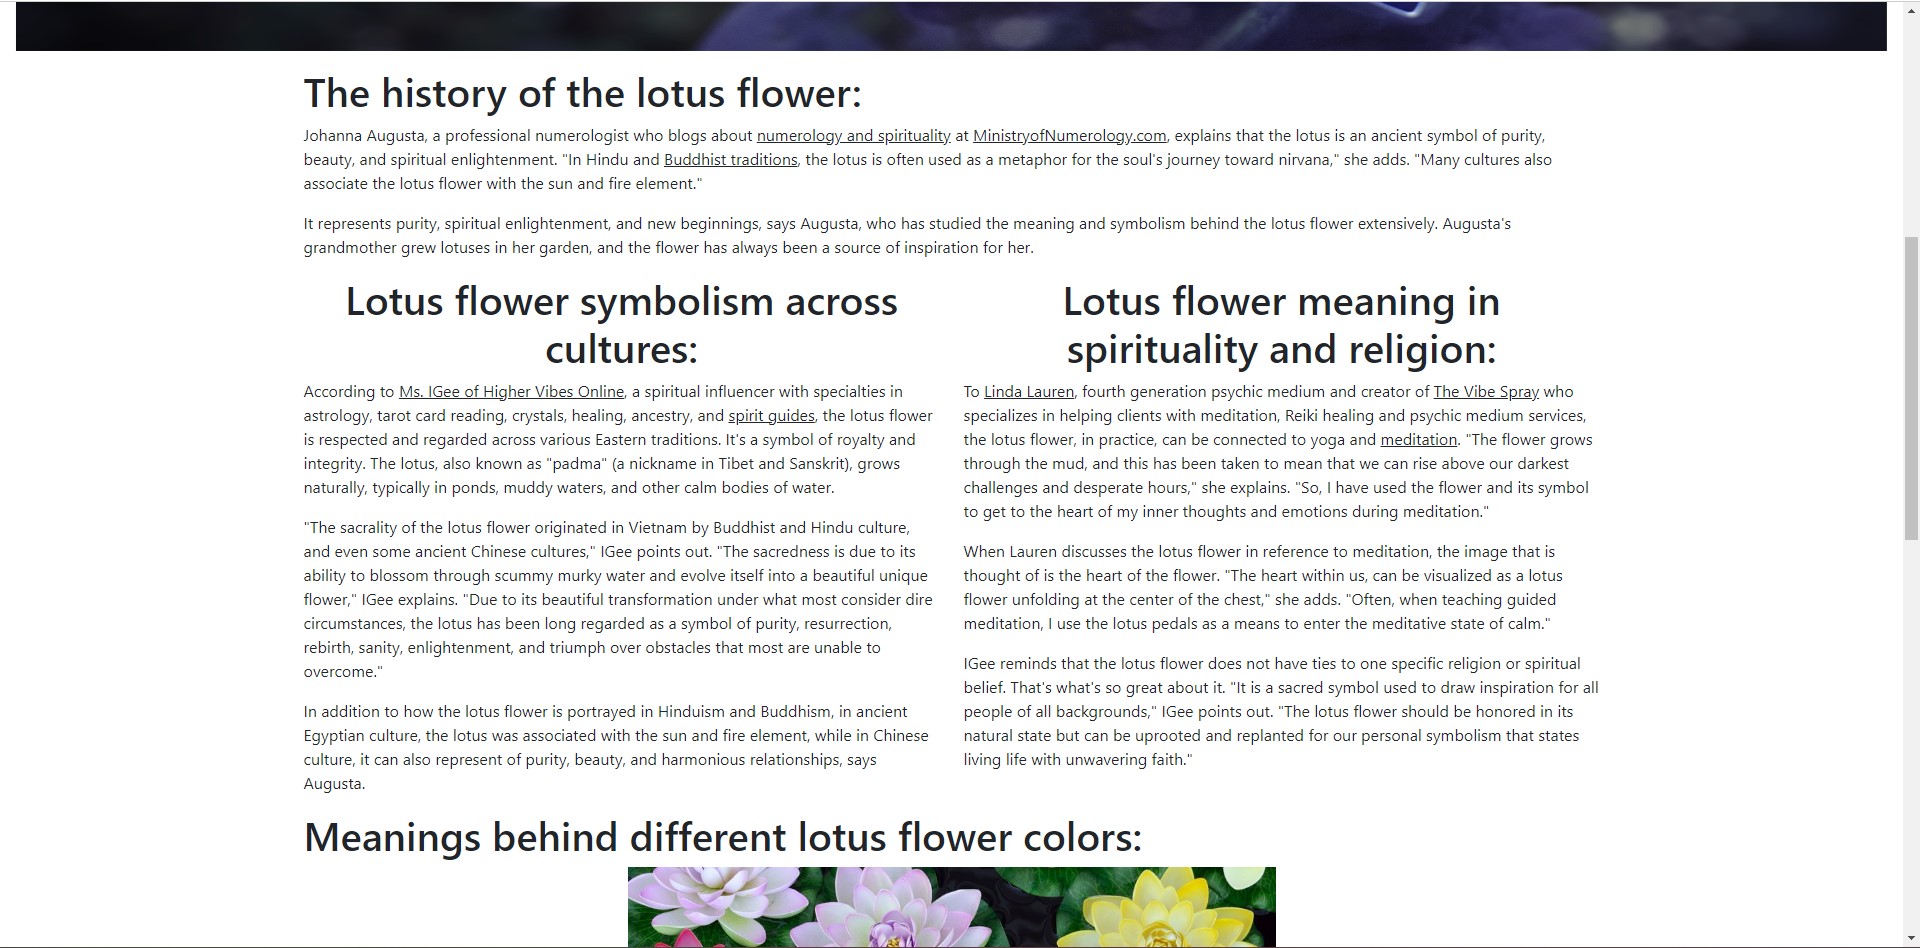 The history of the lotus flower:
Johanna Augusta, a professional numerologist who blogs about numerology and spirituality at MinistryofNumerology.com, explains that the lotus is an ancient symbol of purity,
beauty, and spiritual enlightenment. "In Hindu and Buddhist traditions, the lotus is often used as a metaphor for the soul's journey toward nirvana," she adds. "Many cultures also
associate the lotus flower with the sun and fire element."
It represents purity, spiritual enlightenment, and new beginnings, says Augusta, who has studied the meaning and symbolism behind the lotus flower extensively. Augusta's
grandmother grew lotuses in her garden, and the flower has always been a source of inspiration for her.
Lotus flower symbolism across
cultures:
According to Ms. IGee of Higher Vibes Online, a spiritual influencer with specialties in
astrology, tarot card reading, crystals, healing, ancestry, and spirit guides, the lotus flower
is respected and regarded across various Eastern traditions. It's a symbol of royalty and
integrity. The lotus, also known as "padma" (a nickname in Tibet and Sanskrit), grows
naturally, typically in ponds, muddy waters, and other calm bodies of water.
"The sacrality of the lotus flower originated in Vietnam by Buddhist and Hindu culture,
and even some ancient Chinese cultures," IGee points out. "The sacredness is due to its
ability to blossom through scummy murky water and evolve itself into a beautiful unique
flower," IGee explains. "Due to its beautiful transformation under what most consider dire
circumstances, the lotus has been long regarded as a symbol of purity, resurrection,
rebirth, sanity, enlightenment, and triumph over obstacles that most are unable to
overcome."
In addition to how the lotus flower is portrayed in Hinduism and Buddhism, in ancient
Egyptian culture, the lotus was associated with the sun and fire element, while in Chinese
culture, it can also represent of purity, beauty, and harmonious relationships, says
Augusta.
Lotus flower meaning in
spirituality and religion:
To Linda Lauren, fourth generation psychic medium and creator of The Vibe Spray who
specializes in helping clients with meditation, Reiki healing and psychic medium services,
the lotus flower, in practice, can be connected to yoga and meditation. "The flower grows
through the mud, and this has been taken to mean that we can rise above our darkest
challenges and desperate hours," she explains. "So, I have used the flower and its symbol
to get to the heart of my inner thoughts and emotions during meditation."
When Lauren discusses the lotus flower in reference to meditation, the image that is
thought of is the heart of the flower. "The heart within us, can be visualized as a lotus
flower unfolding at the center of the chest," she adds. "Often, when teaching guided
meditation, I use the lotus pedals as a means to enter the meditative state of calm."
IGee reminds that the lotus flower does not have ties to one specific religion or spiritual
belief. That's what's so great about it. "It is a sacred symbol used to draw inspiration for all
people of all backgrounds," IGee points out. "The lotus flower should be honored in its
natural state but can be uprooted and replanted for our personal symbolism that states
living life with unwavering faith."
Meanings behind different lotus flower colors: